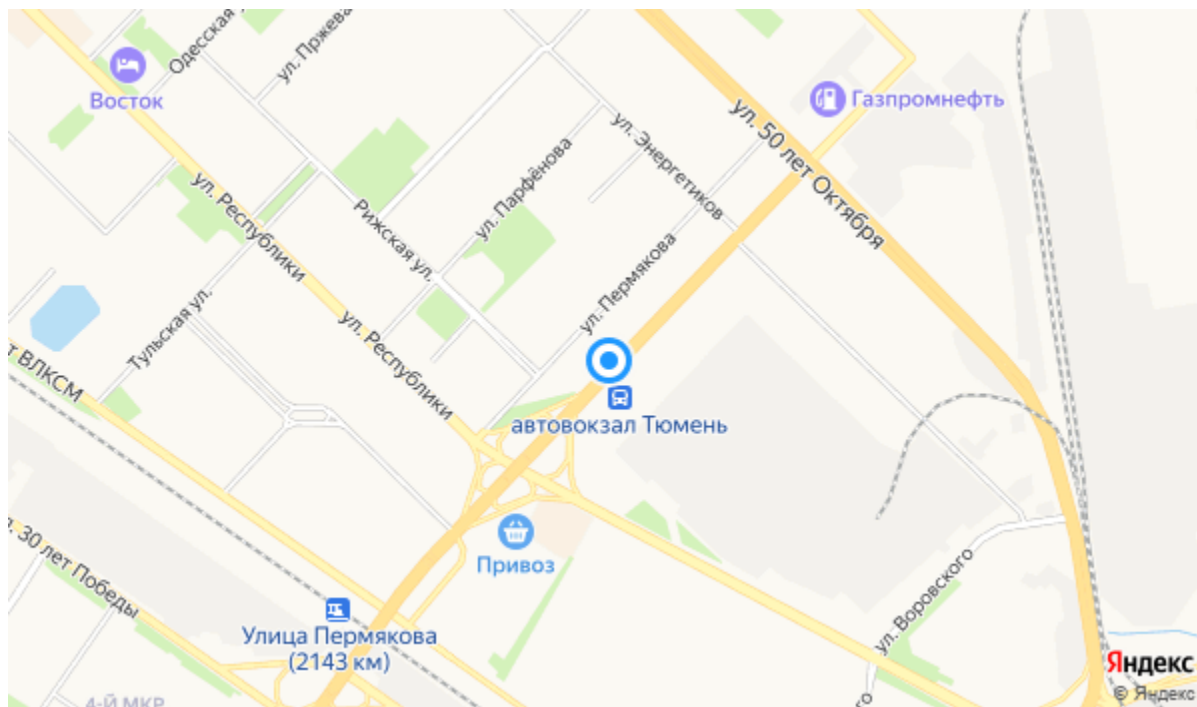 Одесская
ул. Пржева
Восток
Газпромнефть
ул. 50 лет Октября
ул. Энергетиков
ул. Парфёнова
ул. Республики
Рижская ул.
ул. Пермякова
Тульская ул.
ул. Республики
т ВЛКСМ
автовокзал Тюмень
Привоз
л. 30 лет Победы
ул. Воровского
Улица Пермякова
(2143 км)
4-Й МКР
Яндекс
© Яндекс